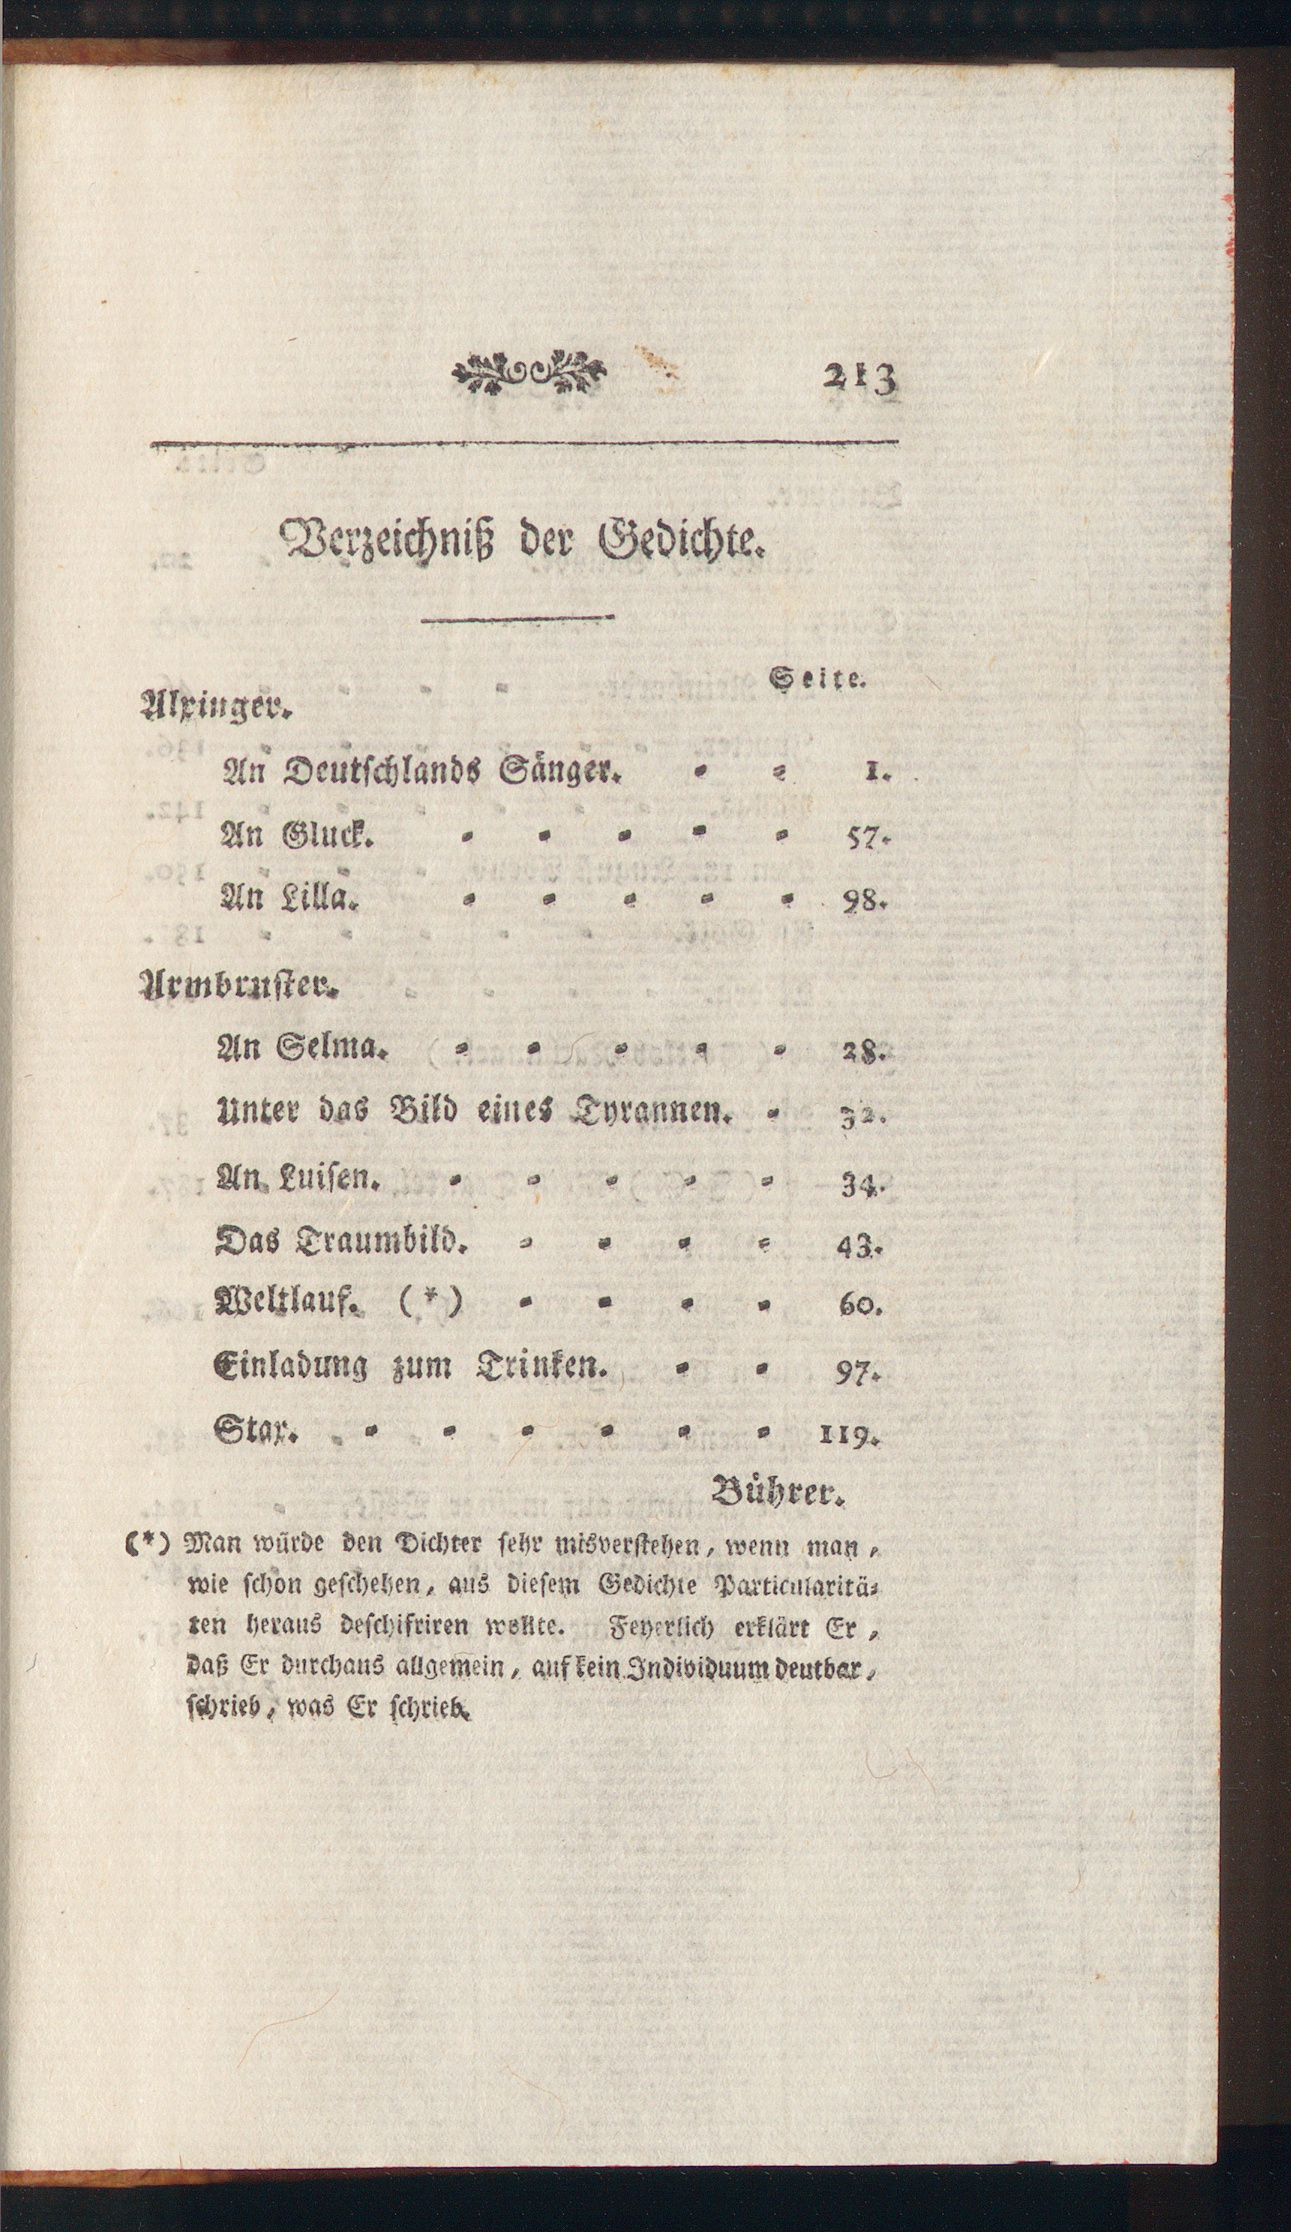 213
Verzeichniß der Gedichte.
Seite.
Alxinger.
An Deutſchlands Sänger. = = 1.
An Gluck. = = = = = 57.
An Lilla. = = = = = 98.
Armbruſter.
An Selma. = = = = = 28.
Unter das Bild eines Tyrannen. = 32.
An Luiſen. = = = = = 34.
Das Traumbild. = = = = 43.
Weltlauf. (*) = = = = 60.
Einladung zum Trinken. = = 97.
Stax. = = = = = = 119.
Bührer.
(*) Man würde den Dichter ſehr misverſtehen, wenn man,
wie ſchon geſchehen, aus dieſem Gedichte Particularitä=
ten heraus deſchifriren wollte. Feyerlich erklärt Er,
daß Er durchaus allgemein, auf kein Individuum deutbar,
ſchrieb, was Er ſchrieb.